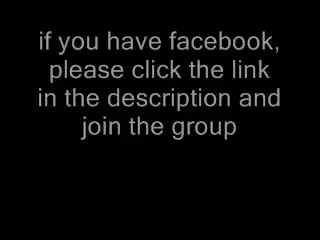 if you have facebook,
please click the link
in the description and
join the group